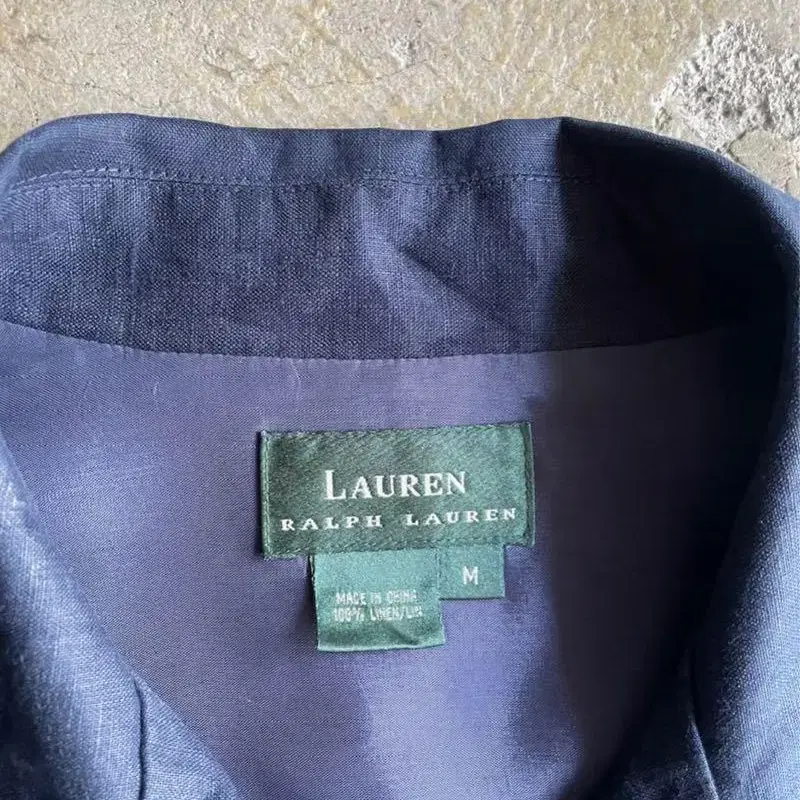 LAUREN
RALPH LAUREN
M
MADE IN CHINA
100% LINEN/LIN